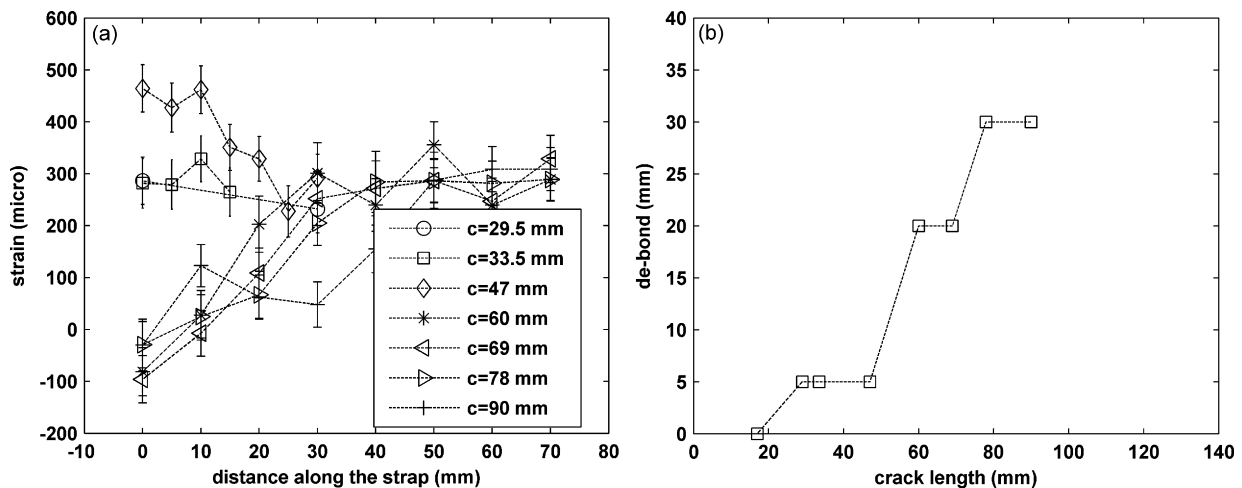 (a)
600
500
400
300
200
100
0
-100
-200
strain (micro)
-10 0 10 20 30 40 50 60 70 80
distance along the strap (mm)
c=29.5 mm
c=33.5 mm
c=47 mm
c=60 mm
c=69 mm
c=78 mm
c=90 mm
(b)
40
35
30
25
20
15
10
5
0
de-bond (mm)
0 20 40 60 80 100 120 140
crack length (mm)